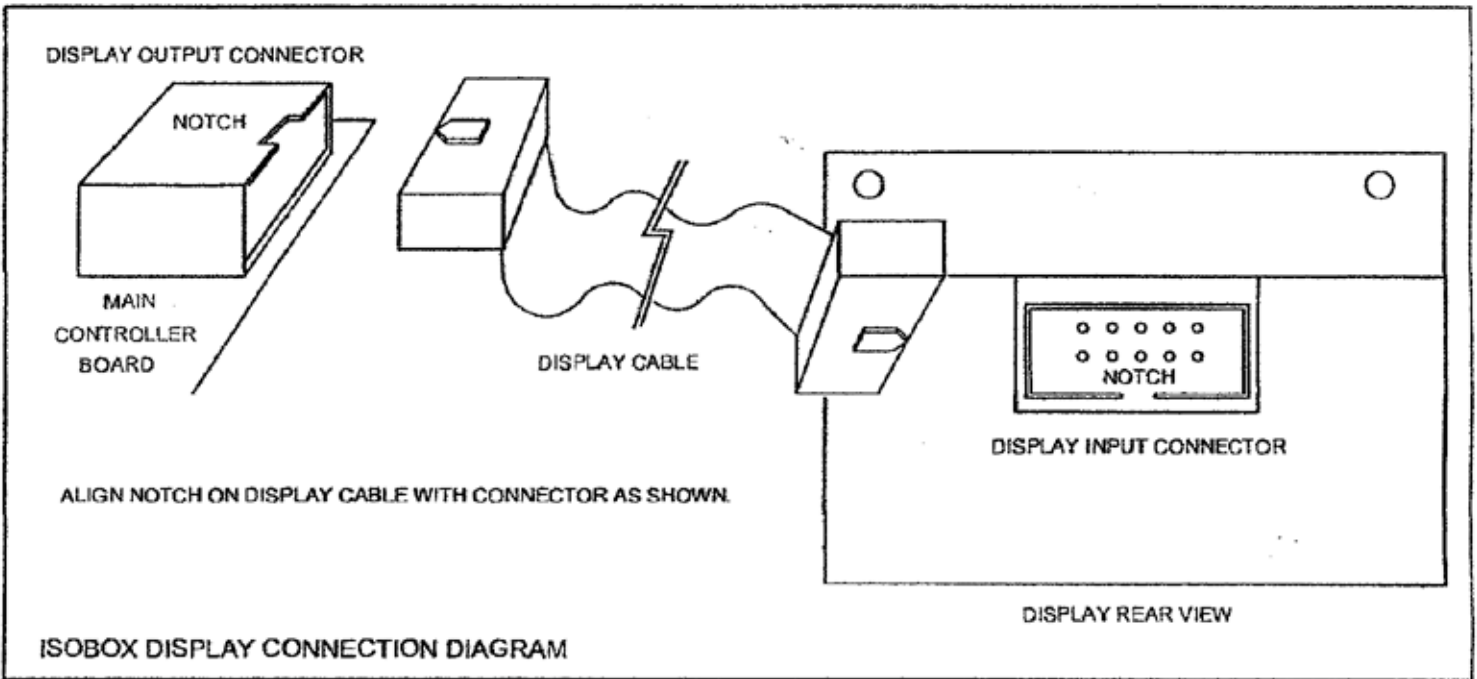 DISPLAY OUTPUT CONNECTOR
NOTCH
MAIN
CONTROLLER
BOARD
DISPLAY CABLE
NOTCH
DISPLAY INPUT CONNECTOR
ALIGN NOTCH ON DISPLAY CABLE WITH CONNECTOR AS SHOWN.
DISPLAY REAR VIEW
ISOBOX DISPLAY CONNECTION DIAGRAM